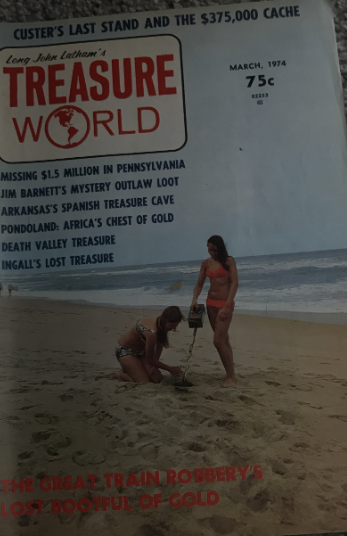 CUSTER'S LAST STAND AND THE $375,000 CACHE
Long John Latham's
TREASURE
WORLD
MARCH, 1974
75c
MISSING $1.5 MILLION IN PENNSYLVANIA
JIM BARNETT'S MYSTERY OUTLAW LOOT
ARKANSAS'S SPANISH TREASURE CAVE
PONDOLAND: AFRICA'S CHEST OF GOLD
DEATH VALLEY TREASURE
INGALL'S LOST TREASURE
THE GREAT TRAIN ROBBERY'S
LOST BOOTFUL OF GOLD